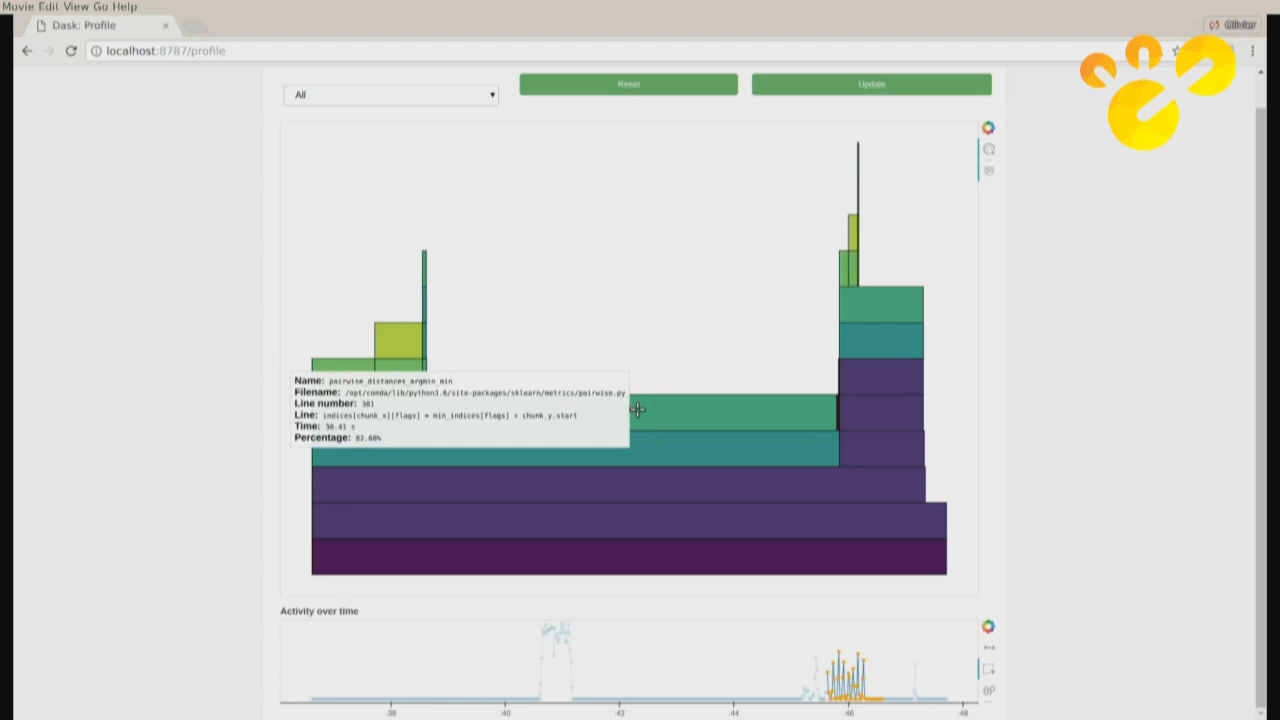 Movie Edit View Go Help
Dask: Profile
Olivier
localhost:8787/profile
All
Reset
Update
Name: pairwise_distances_argmin_min
Filename: /opt/conda/lib/python3.6/site-packages/sklearn/metrics/pairwise.py
Line number: 381
Line: indices[chunk_x][flags] = min_indices[flags] + chunk_y.start
Time: 30.41 s
Percentage: 82.68%
Activity over time
:38 :40 :42 :44 :46 :48